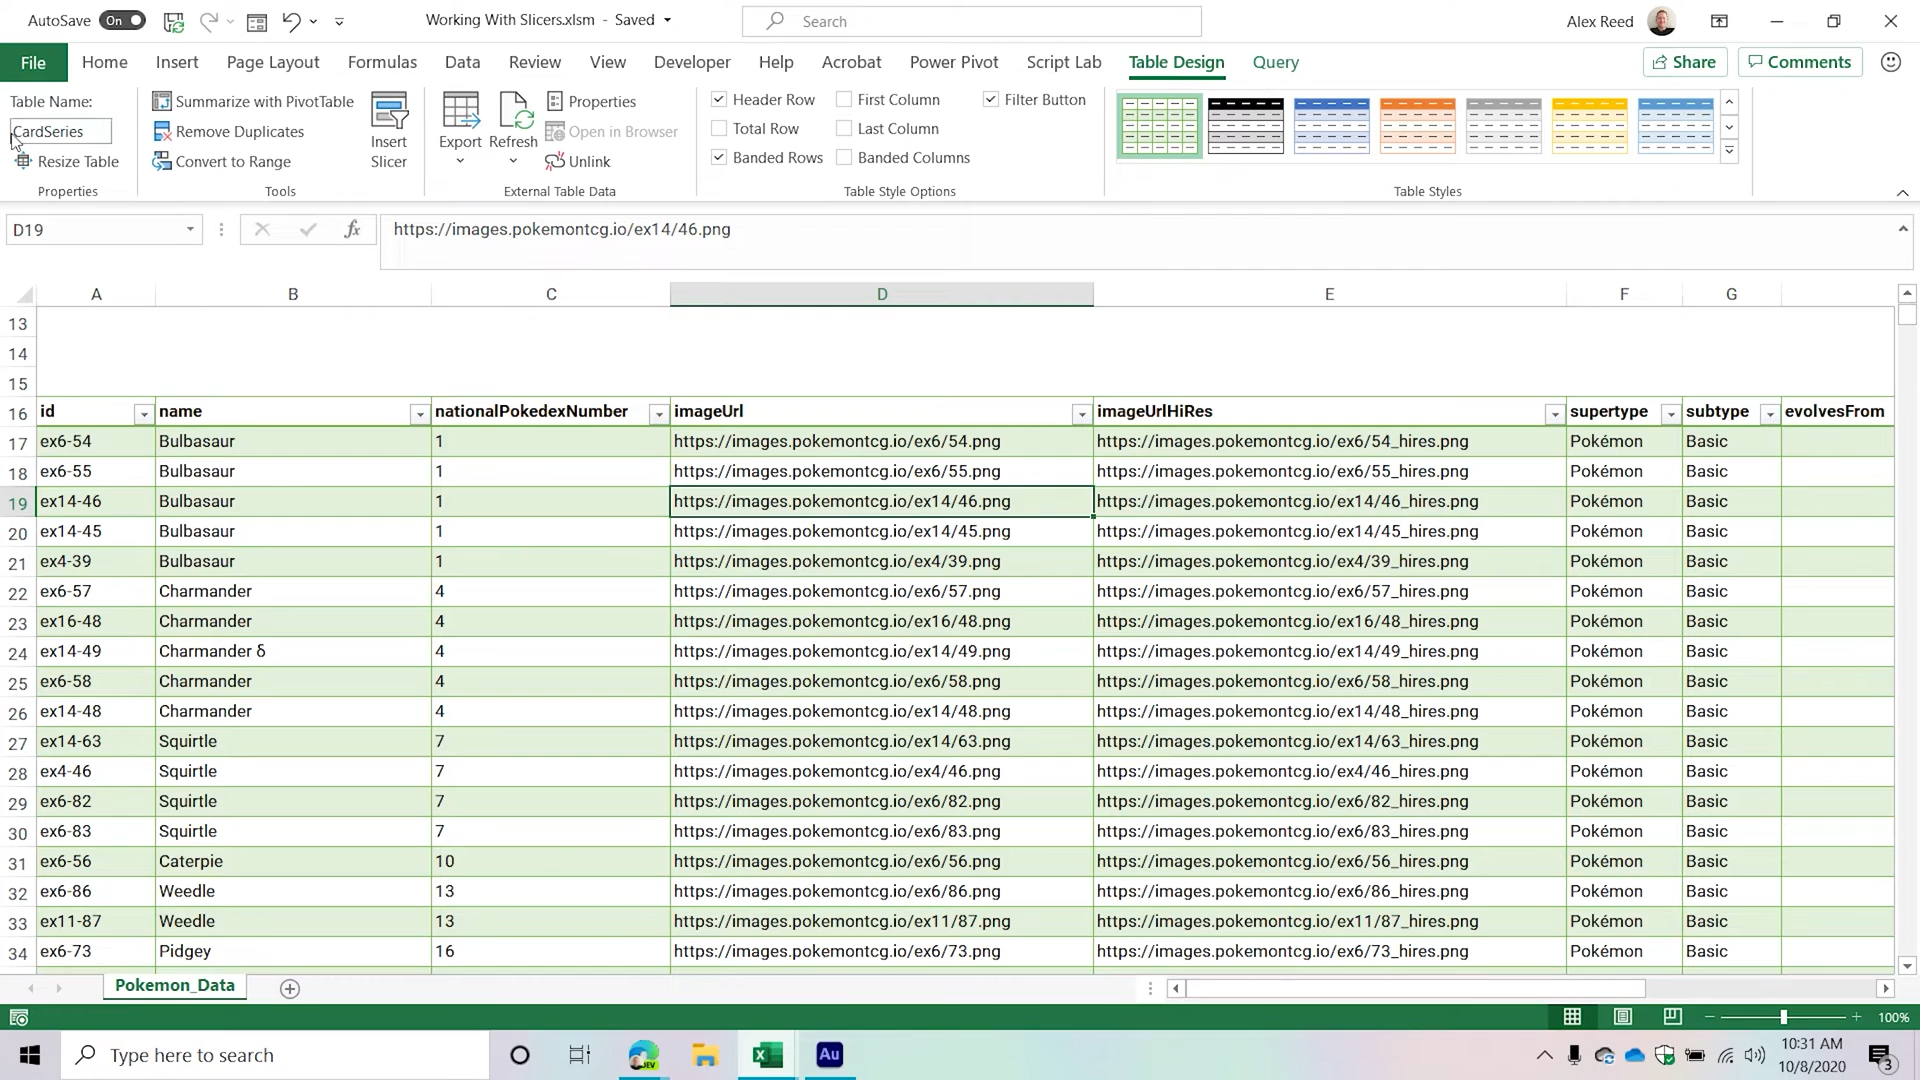 AutoSave On Working With Slicers.xlsm - Saved Search Alex Reed
File Home Insert Page Layout Formulas Data Review View Developer Help Acrobat Power Pivot Script Lab Table Design Query Share Comments
Table Name:
CardSeries
Resize Table
Properties
Summarize with PivotTable
Remove Duplicates
Convert to Range
Tools
Insert
Slicer
Export
Refresh
Properties
Open in Browser
Unlink
External Table Data
Header Row First Column Filter Button
Total Row Last Column
Banded Rows Banded Columns
Table Style Options
Table Styles
D19 fx https://images.pokemontcg.io/ex14/46.png
A B C D E F G
13
14
15
16 id name nationalPokedexNumber imageUrl imageUrlHiRes supertype subtype evolvesFrom
17 ex6-54 Bulbasaur 1 https://images.pokemontcg.io/ex6/54.png https://images.pokemontcg.io/ex6/54_hires.png Pokémon Basic
18 ex6-55 Bulbasaur 1 https://images.pokemontcg.io/ex6/55.png https://images.pokemontcg.io/ex6/55_hires.png Pokémon Basic
19 ex14-46 Bulbasaur 1 https://images.pokemontcg.io/ex14/46.png https://images.pokemontcg.io/ex14/46_hires.png Pokémon Basic
20 ex14-45 Bulbasaur 1 https://images.pokemontcg.io/ex14/45.png https://images.pokemontcg.io/ex14/45_hires.png Pokémon Basic
21 ex4-39 Bulbasaur 1 https://images.pokemontcg.io/ex4/39.png https://images.pokemontcg.io/ex4/39_hires.png Pokémon Basic
22 ex6-57 Charmander 4 https://images.pokemontcg.io/ex6/57.png https://images.pokemontcg.io/ex6/57_hires.png Pokémon Basic
23 ex16-48 Charmander 4 https://images.pokemontcg.io/ex16/48.png https://images.pokemontcg.io/ex16/48_hires.png Pokémon Basic
24 ex14-49 Charmander δ 4 https://images.pokemontcg.io/ex14/49.png https://images.pokemontcg.io/ex14/49_hires.png Pokémon Basic
25 ex6-58 Charmander 4 https://images.pokemontcg.io/ex6/58.png https://images.pokemontcg.io/ex6/58_hires.png Pokémon Basic
26 ex14-48 Charmander 4 https://images.pokemontcg.io/ex14/48.png https://images.pokemontcg.io/ex14/48_hires.png Pokémon Basic
27 ex14-63 Squirtle 7 https://images.pokemontcg.io/ex14/63.png https://images.pokemontcg.io/ex14/63_hires.png Pokémon Basic
28 ex4-46 Squirtle 7 https://images.pokemontcg.io/ex4/46.png https://images.pokemontcg.io/ex4/46_hires.png Pokémon Basic
29 ex6-82 Squirtle 7 https://images.pokemontcg.io/ex6/82.png https://images.pokemontcg.io/ex6/82_hires.png Pokémon Basic
30 ex6-83 Squirtle 7 https://images.pokemontcg.io/ex6/83.png https://images.pokemontcg.io/ex6/83_hires.png Pokémon Basic
31 ex6-56 Caterpie 10 https://images.pokemontcg.io/ex6/56.png https://images.pokemontcg.io/ex6/56_hires.png Pokémon Basic
32 ex6-86 Weedle 13 https://images.pokemontcg.io/ex6/86.png https://images.pokemontcg.io/ex6/86_hires.png Pokémon Basic
33 ex11-87 Weedle 13 https://images.pokemontcg.io/ex11/87.png https://images.pokemontcg.io/ex11/87_hires.png Pokémon Basic
34 ex6-73 Pidgey 16 https://images.pokemontcg.io/ex6/73.png https://images.pokemontcg.io/ex6/73_hires.png Pokémon Basic
Pokemon_Data
100%
Type here to search DEV Au 10:31 AM
10/8/2020 3